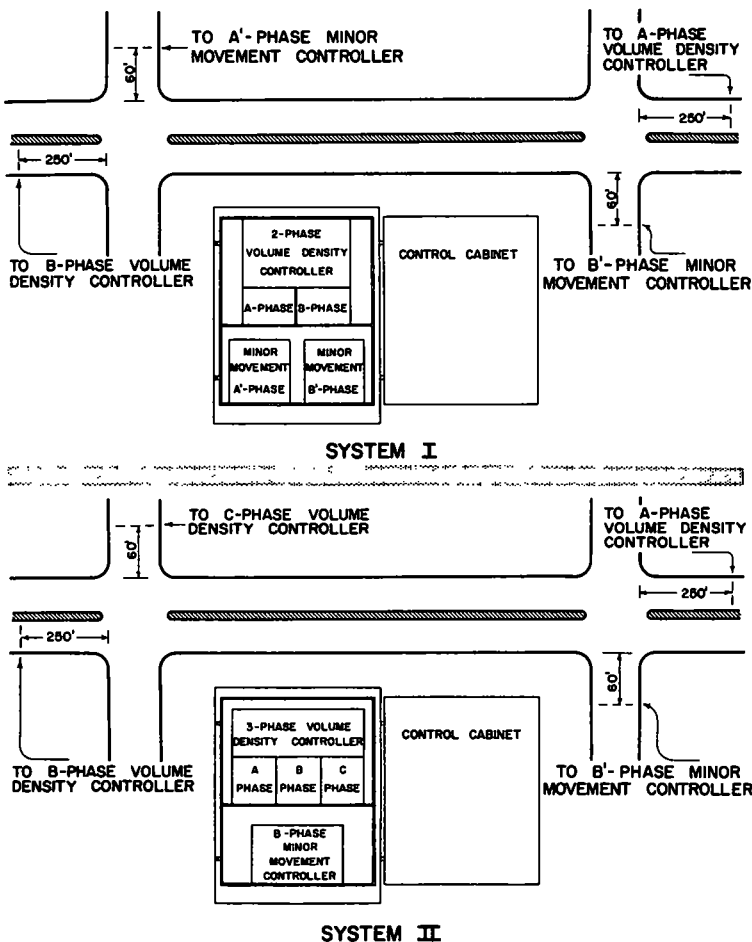 TO A'-PHASE MINOR
MOVEMENT CONTROLLER
TO A-PHASE
VOLUME DENSITY
CONTROLLER
60'
250'
250'
60'
TO B-PHASE VOLUME
DENSITY CONTROLLER
2-PHASE
VOLUME DENSITY
CONTROLLER
A-PHASE
B-PHASE
MINOR
MOVEMENT
A'-PHASE
MINOR
MOVEMENT
B'-PHASE
CONTROL CABINET
TO B'-PHASE MINOR
MOVEMENT CONTROLLER
SYSTEM I
TO C-PHASE VOLUME
DENSITY CONTROLLER
TO A-PHASE
VOLUME DENSITY
CONTROLLER
60'
250'
250'
60'
TO B-PHASE VOLUME
DENSITY CONTROLLER
3-PHASE VOLUME
DENSITY CONTROLLER
A
PHASE
B
PHASE
C
PHASE
B-PHASE
MINOR
MOVEMENT
CONTROLLER
CONTROL CABINET
TO B'-PHASE MINOR
MOVEMENT CONTROLLER
SYSTEM II